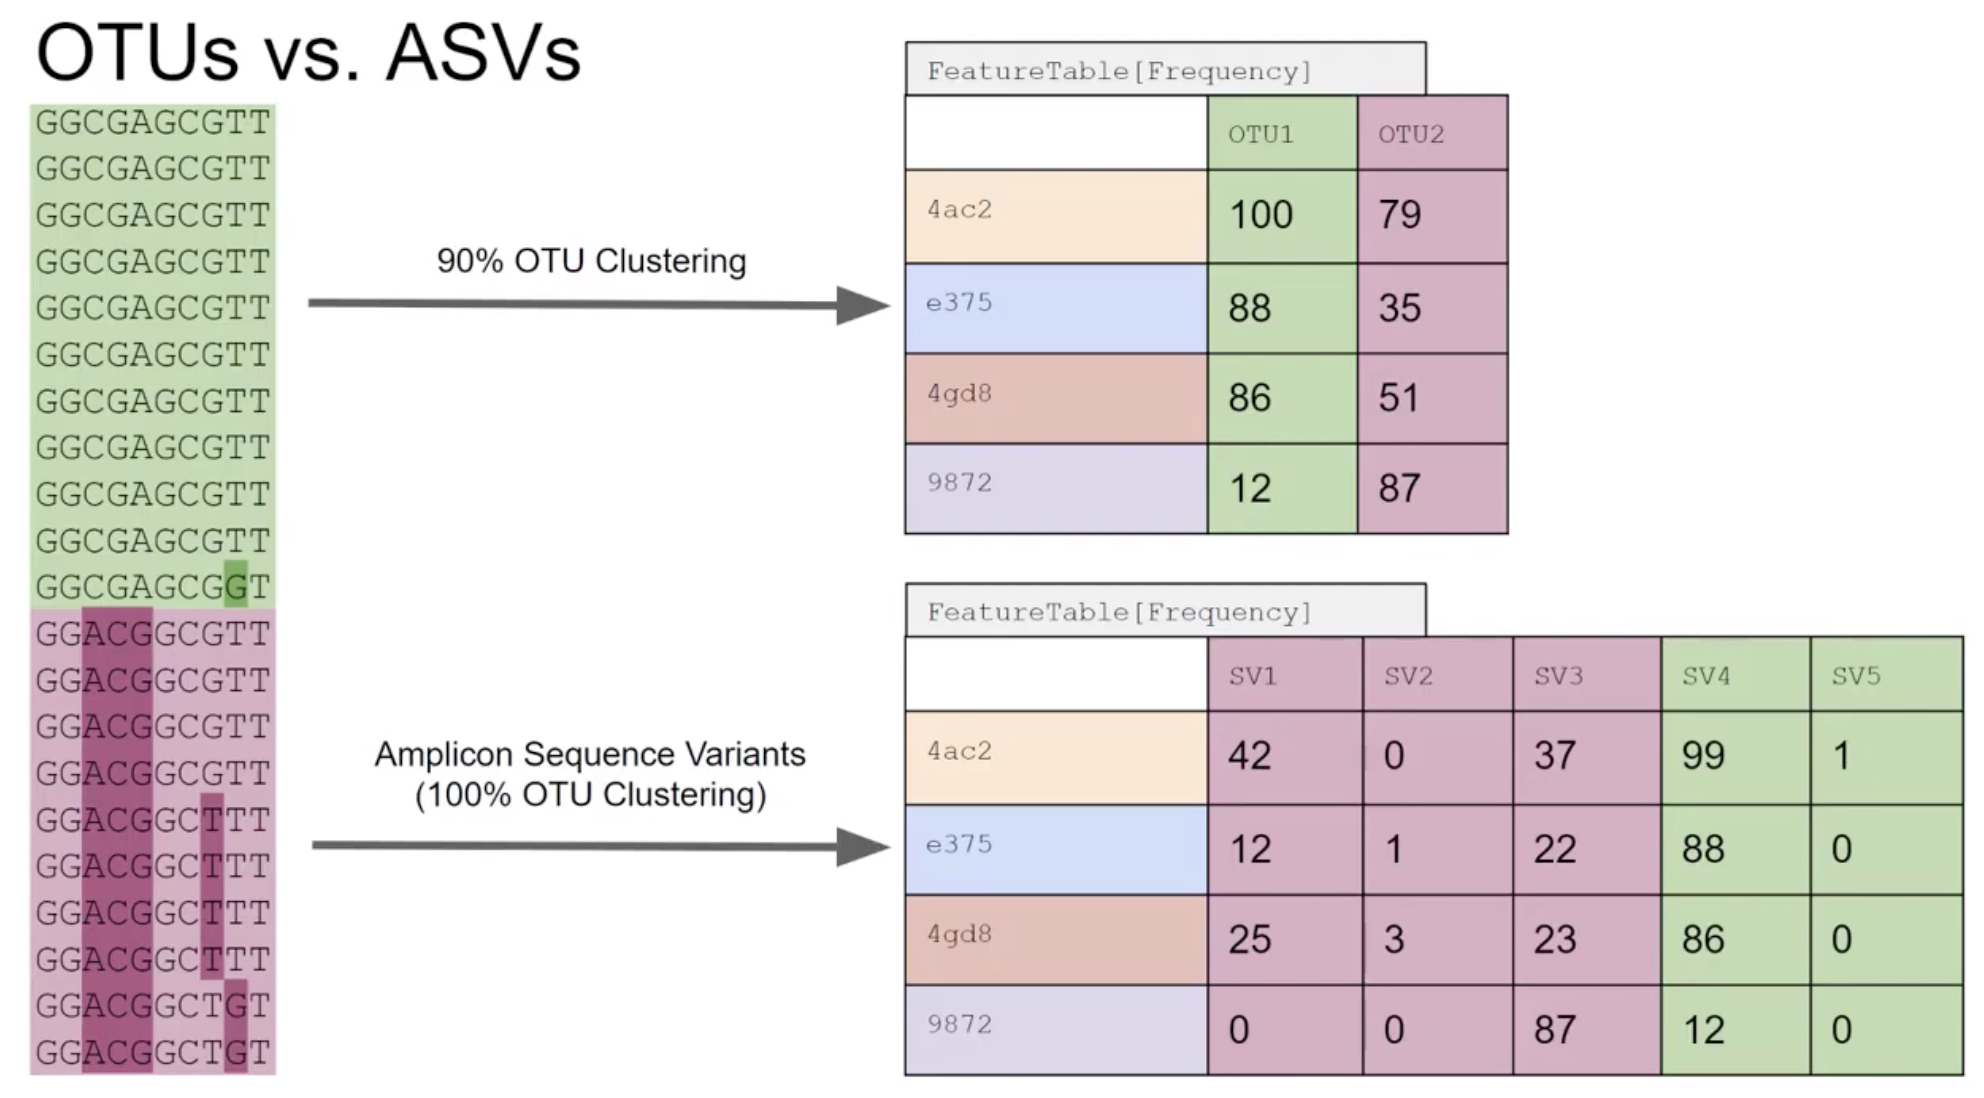 OTUs vs. ASVs
GGCGAGCGTT
GGCGAGCGTT
GGCGAGCGTT
GGCGAGCGTT
GGCGAGCGTT
GGCGAGCGTT
GGCGAGCGTT
GGCGAGCGTT
GGCGAGCGTT
GGCGAGCGTT
GGCGAGCGGT
GGACGGCGTT
GGACGGCGTT
GGACGGCGTT
GGACGGCGTT
GGACGGCTTT
GGACGGCTTT
GGACGGCTTT
GGACGGCTTT
GGACGGCTGT
GGACGGCTGT
90% OTU Clustering
FeatureTable[Frequency]
OTU1 OTU2
4ac2 100 79
e375 88 35
4gd8 86 51
9872 12 87
Amplicon Sequence Variants
(100% OTU Clustering)
FeatureTable[Frequency]
SV1 SV2 SV3 SV4 SV5
4ac2 42 0 37 99 1
e375 12 1 22 88 0
4gd8 25 3 23 86 0
9872 0 0 87 12 0